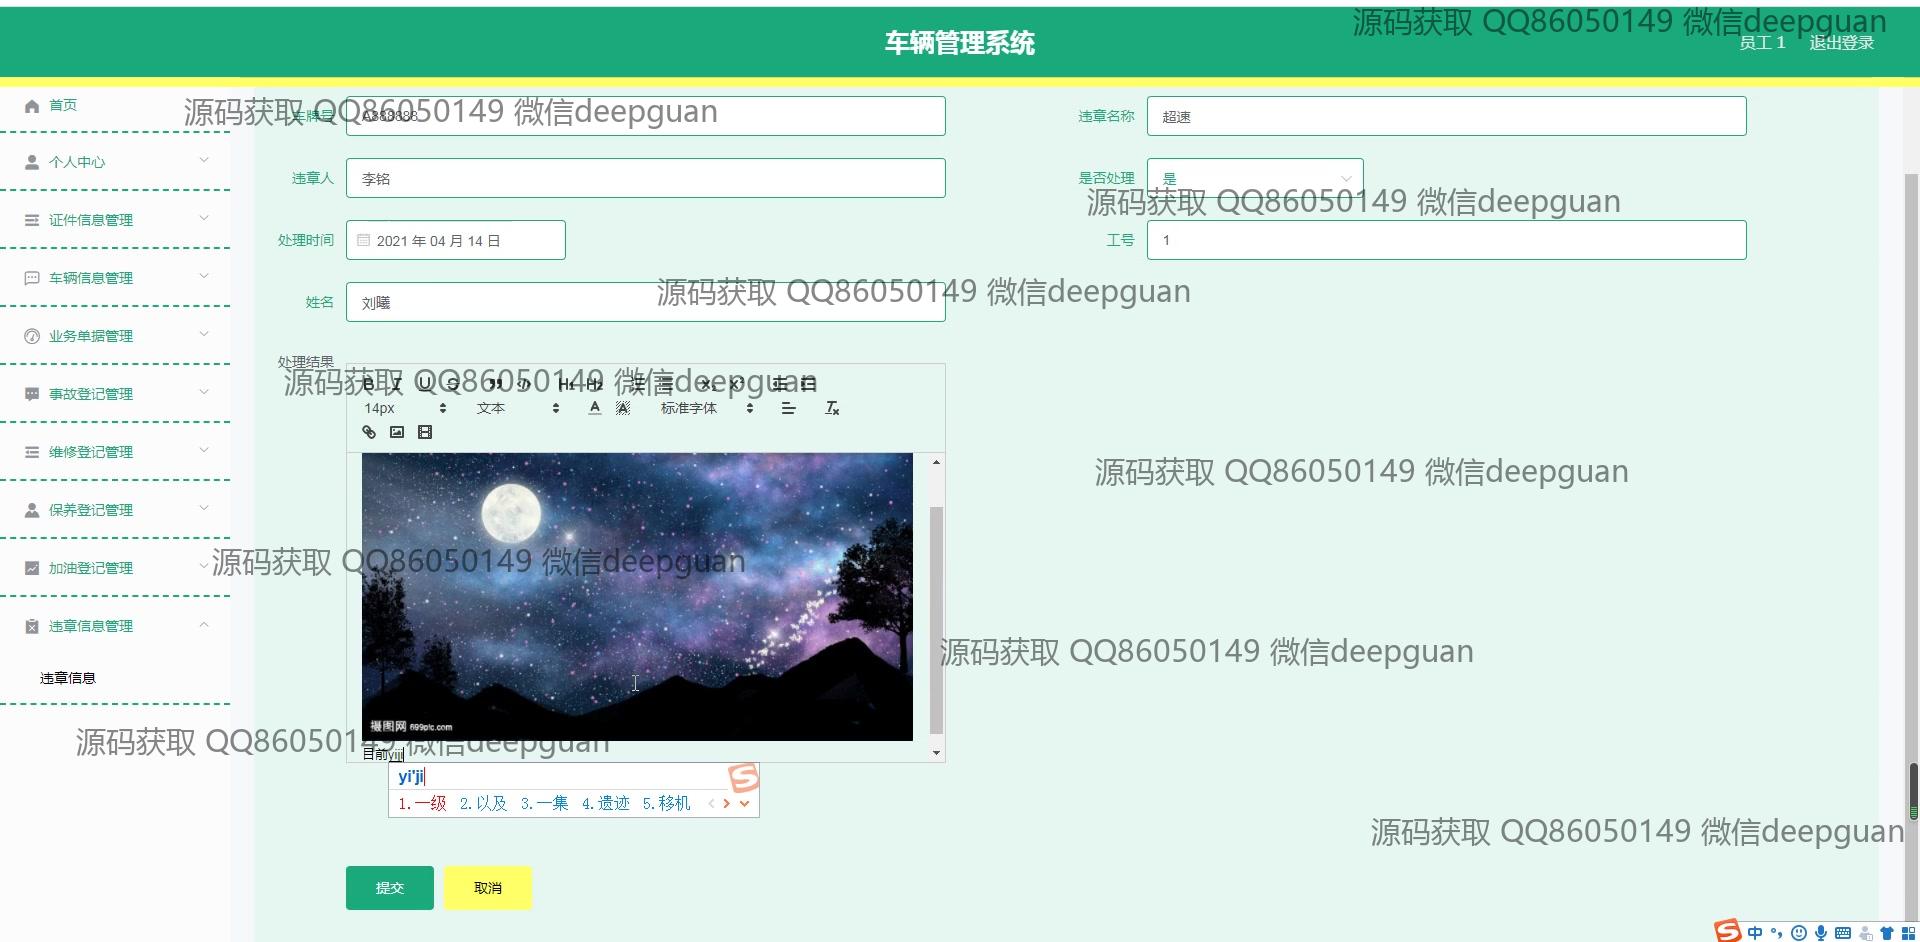 源码获取 QQ86050149 微信deepguan
车辆管理系统
员工 1 退出登录
首页
源码获取 QQ86050149 微信deepguan
车牌号 A888888
违章名称 超速
个人中心
违章人 李铭
是否处理 是
源码获取 QQ86050149 微信deepguan
证件信息管理
处理时间 2021 年 04 月 14 日
工号 1
车辆信息管理
姓名 刘曦
源码获取 QQ86050149 微信deepguan
业务单据管理
处理结果
源码获取 QQ86050149 微信deepguan
B I U S H₁ H₂ x₂ x²
事故登记管理
14px 文本 A A 标准字体
维修登记管理
源码获取 QQ86050149 微信deepguan
保养登记管理
加油登记管理
源码获取 QQ86050149 微信deepguan
违章信息管理
违章信息
源码获取 QQ86050149 微信deepguan
摄图网 699pic.com
源码获取 QQ86050149 微信deepguan
目前yiji
yi'ji
1.一级 2.以及 3.一集 4.遗迹 5.移机
源码获取 QQ86050149 微信deepguan
提交 取消
中